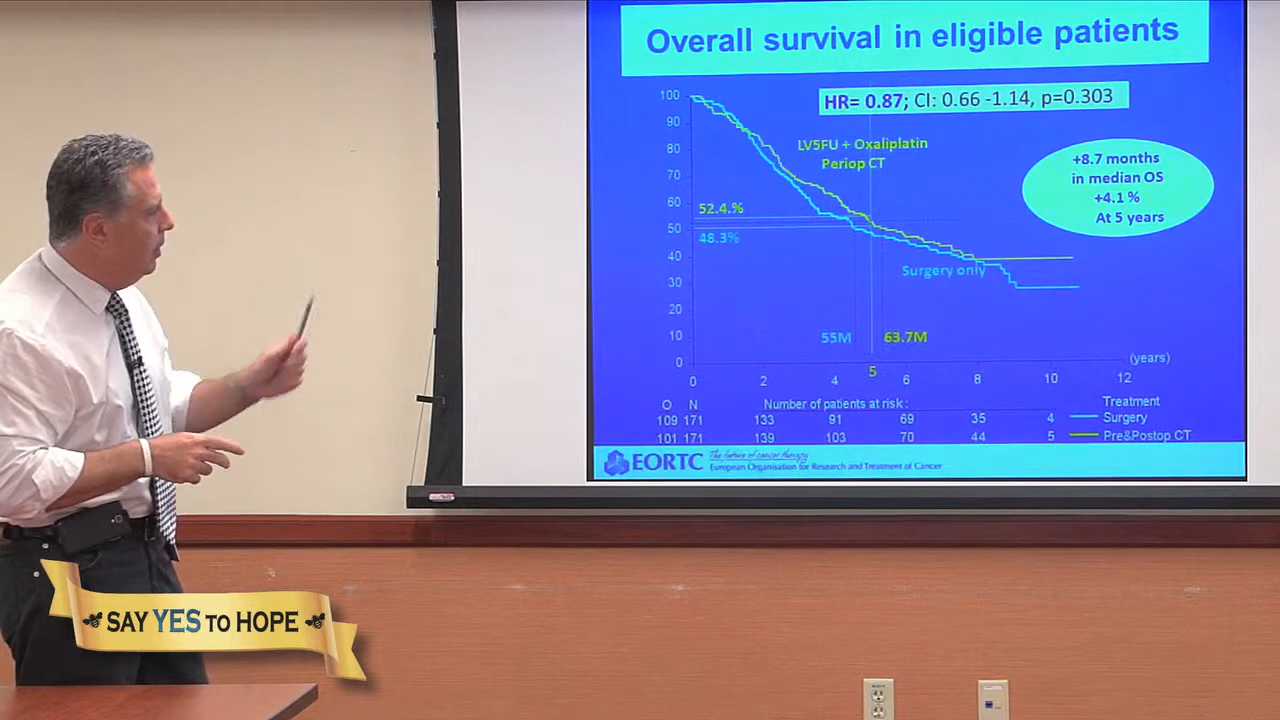 Overall survival in eligible patients
HR= 0.87; CI: 0.66 -1.14, p=0.303
100
90
80
70
60
50
40
30
20
10
0
LV5FU + Oxaliplatin
Periop CT
+8.7 months
in median OS
+4.1 %
At 5 years
52.4.%
48.3%
Surgery only
55M
63.7M
(years)
0 2 4 5 6 8 10 12
O N Number of patients at risk : Treatment
109 171 133 91 69 35 4 Surgery
101 171 139 103 70 44 5 Pre&Postop CT
EORTC
The future of cancer therapy
European Organisation for Research and Treatment of Cancer
SAY YES TO HOPE